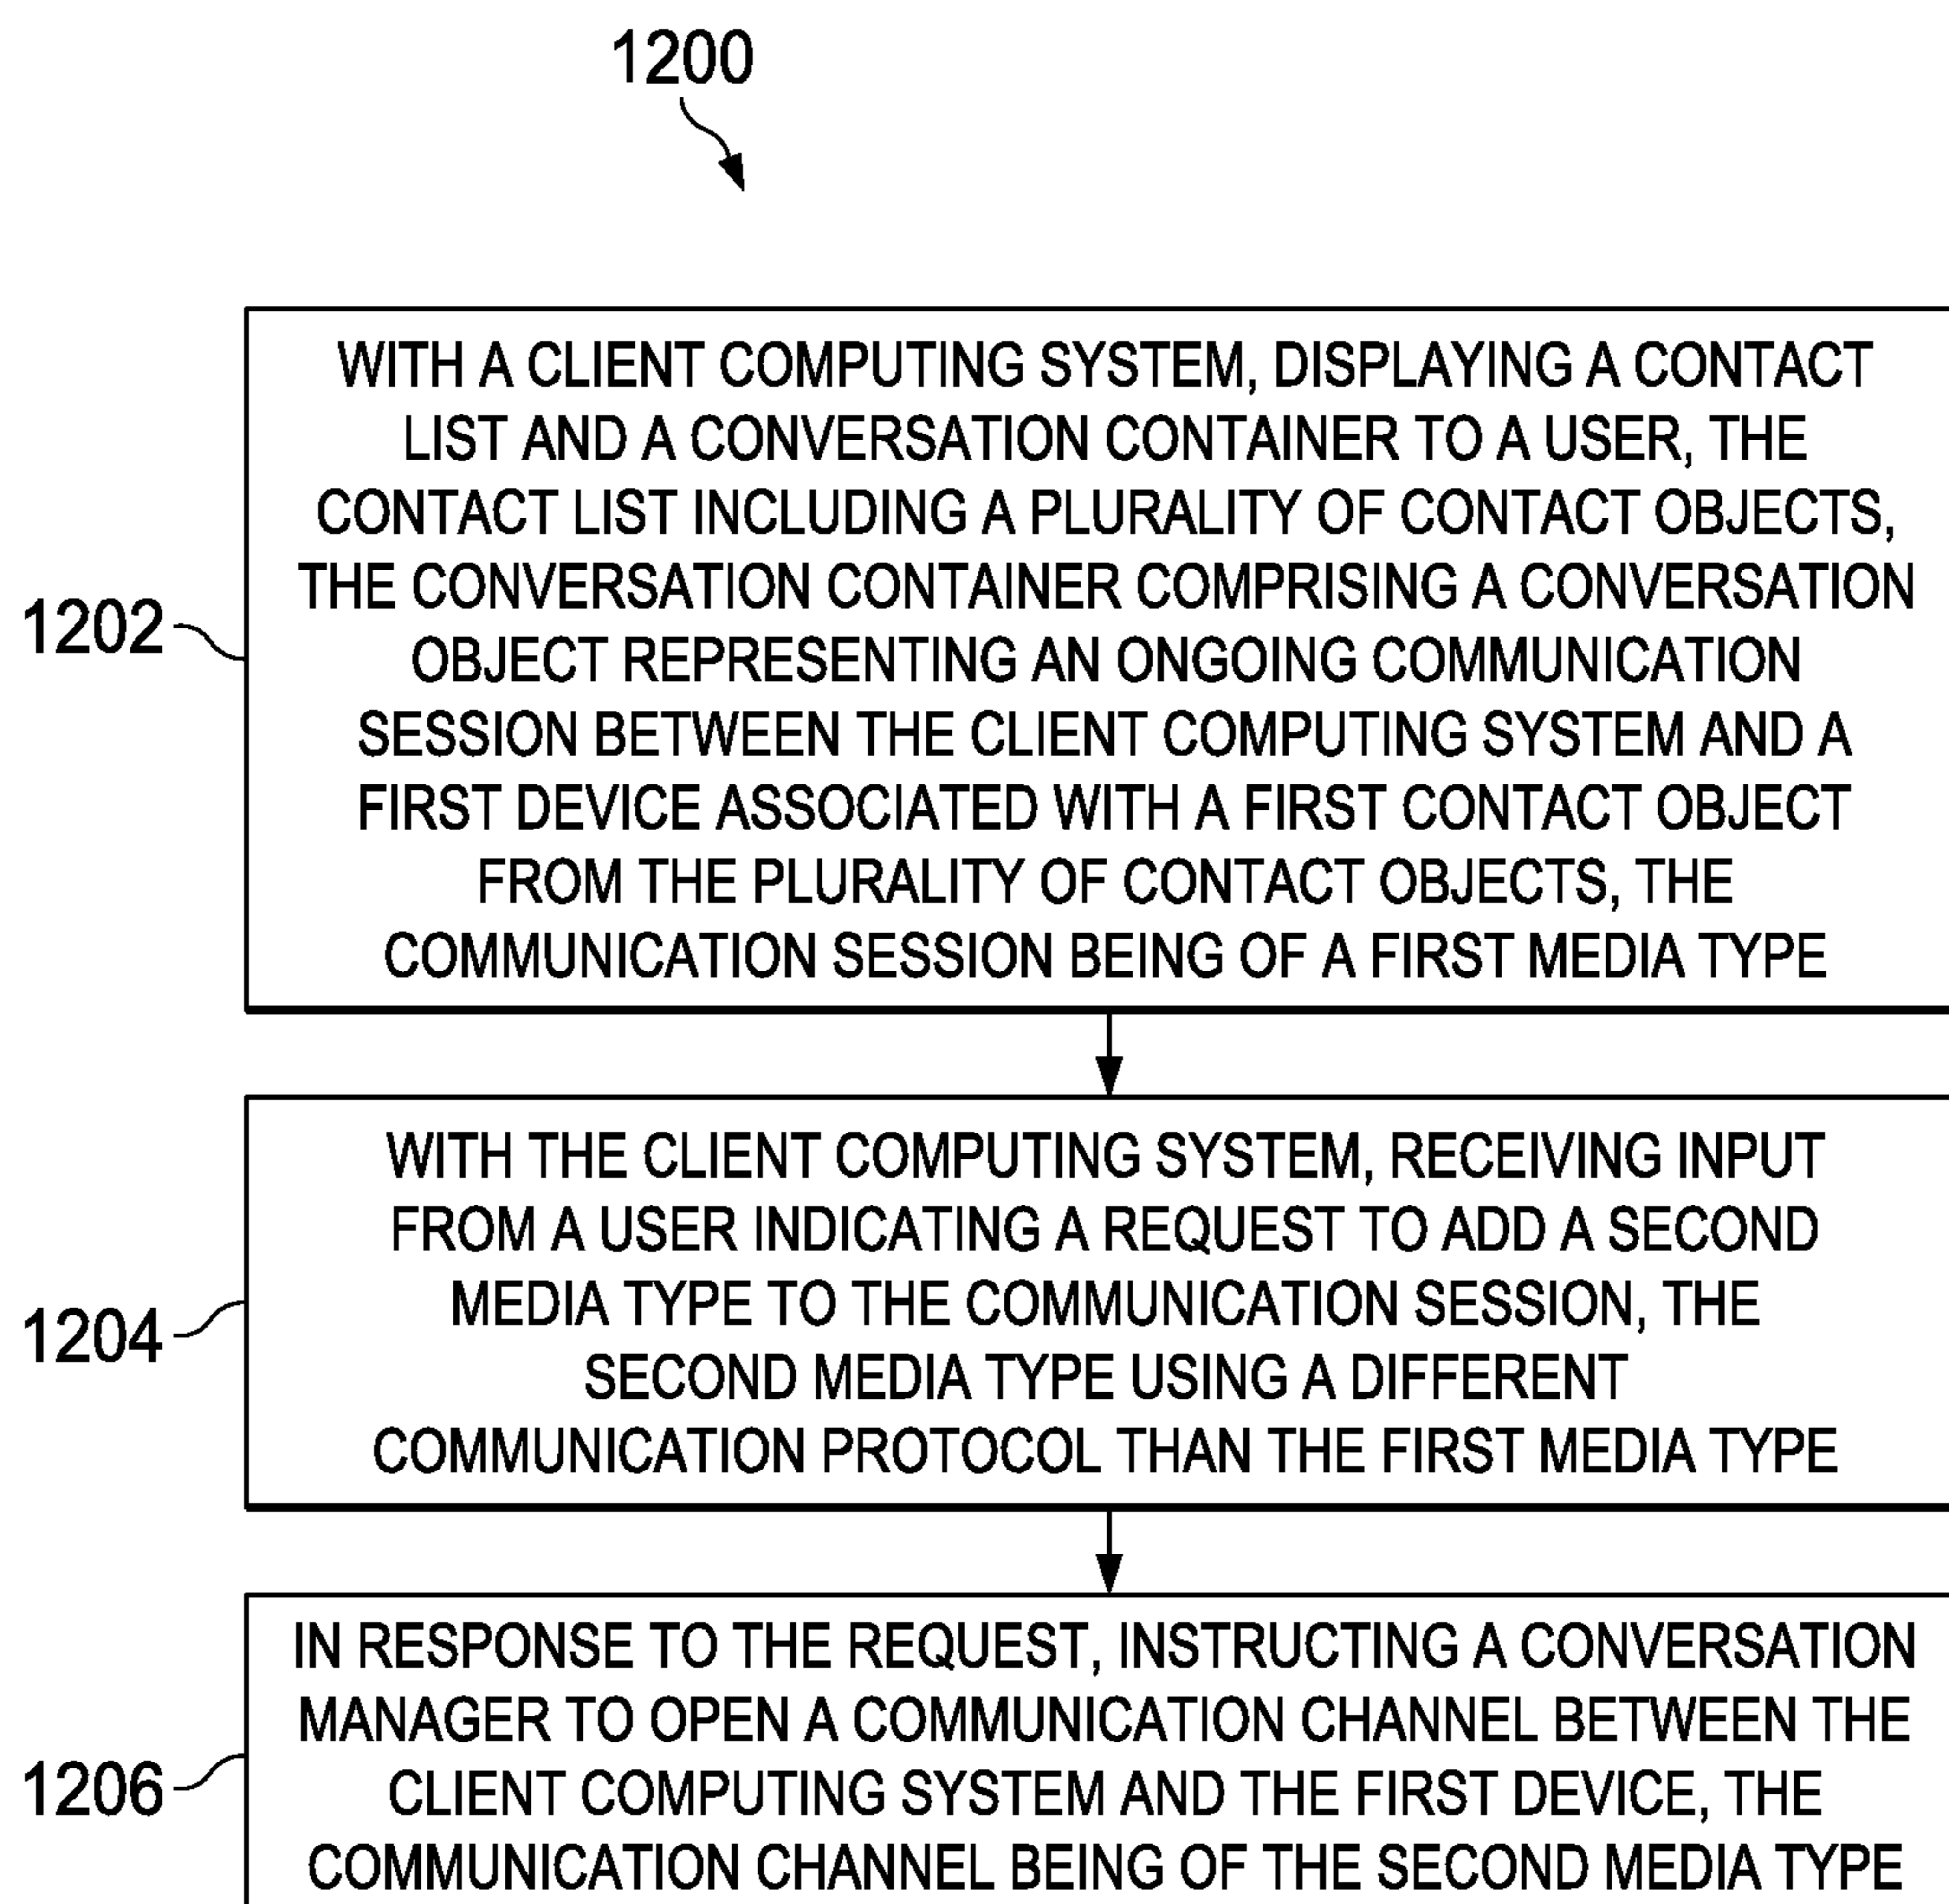 1200
WITH A CLIENT COMPUTING SYSTEM, DISPLAYING A CONTACT
LIST AND A CONVERSATION CONTAINER TO A USER, THE
CONTACT LIST INCLUDING A PLURALITY OF CONTACT OBJECTS,
THE CONVERSATION CONTAINER COMPRISING A CONVERSATION
OBJECT REPRESENTING AN ONGOING COMMUNICATION
SESSION BETWEEN THE CLIENT COMPUTING SYSTEM AND A
FIRST DEVICE ASSOCIATED WITH A FIRST CONTACT OBJECT
FROM THE PLURALITY OF CONTACT OBJECTS, THE
COMMUNICATION SESSION BEING OF A FIRST MEDIA TYPE
1202
WITH THE CLIENT COMPUTING SYSTEM, RECEIVING INPUT
FROM A USER INDICATING A REQUEST TO ADD A SECOND
MEDIA TYPE TO THE COMMUNICATION SESSION, THE
SECOND MEDIA TYPE USING A DIFFERENT
COMMUNICATION PROTOCOL THAN THE FIRST MEDIA TYPE
1204
IN RESPONSE TO THE REQUEST, INSTRUCTING A CONVERSATION
MANAGER TO OPEN A COMMUNICATION CHANNEL BETWEEN THE
CLIENT COMPUTING SYSTEM AND THE FIRST DEVICE, THE
COMMUNICATION CHANNEL BEING OF THE SECOND MEDIA TYPE
1206